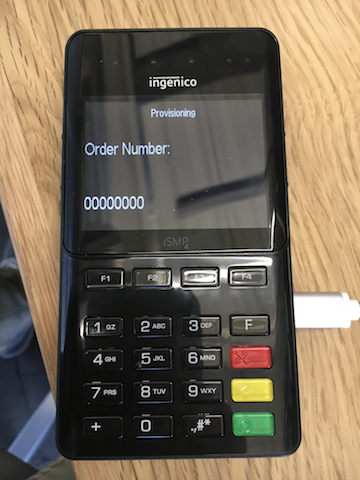 ingenico
Provisioning
Order Number:
00000000
iSMP
F1 F2 F3 F4
1 QZ 2 ABC 3 DEF F
4 GHI 5 JKL 6 MNO X
7 PRS 8 TUV 9 WXY
+ 0 .,#*